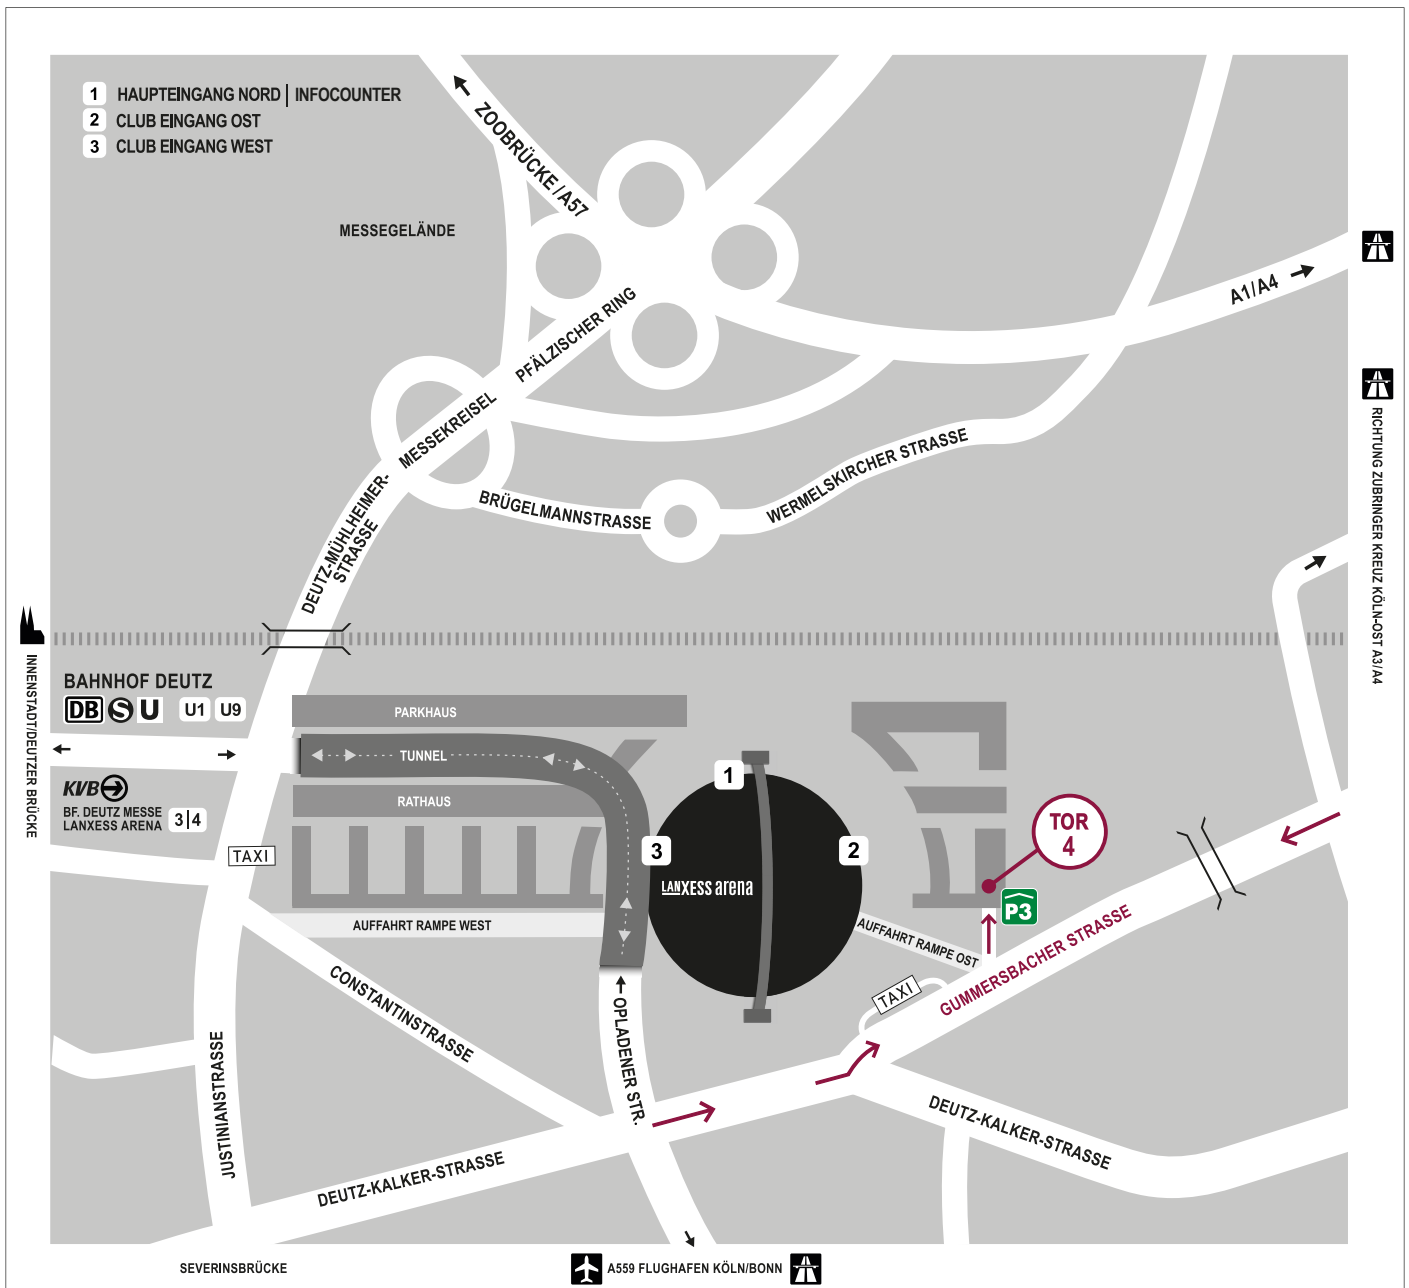 1 HAUPTEINGANG NORD | INFOCOUNTER
2 CLUB EINGANG OST
3 CLUB EINGANG WEST
ZOOBRÜCKE/A57
MESSEGELÄNDE
A1/A4
PFÄLZISCHER RING
MESSEKREISEL
RICHTUNG ZUBRINGER KREUZ KÖLN-OST A3/A4
WERMELSKIRCHER STRASSE
BRÜGELMANNSTRASSE
DEUTZ-MÜHLHEIMER-
STRASSE
INNENSTADT/DEUTZER BRÜCKE
BAHNHOF DEUTZ
DB S U U1 U9
PARKHAUS
TUNNEL
RATHAUS
KVB
BF. DEUTZ MESSE
LANXESS ARENA
3|4
TAXI
1
2
3
LANXESS arena
TOR
4
P3
AUFFAHRT RAMPE WEST
AUFFAHRT RAMPE OST
GUMMERSBACHER STRASSE
TAXI
CONSTANTINSTRASSE
OPLADENER STR.
JUSTINIANSTRASSE
DEUTZ-KALKER-STRASSE
DEUTZ-KALKER-STRASSE
SEVERINSBRÜCKE
A559 FLUGHAFEN KÖLN/BONN